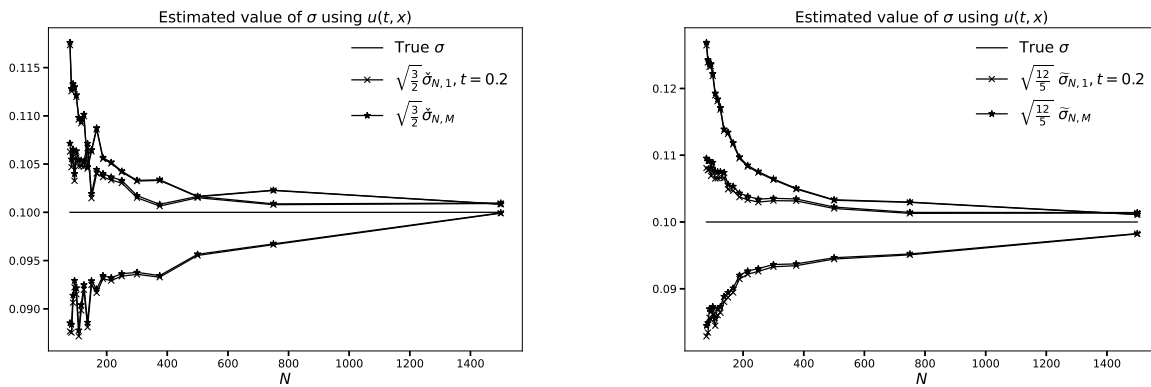 Estimated value of σ using u(t, x)
True σ
√(3/2) σ̌_{N,1}, t = 0.2
√(3/2) σ̌_{N,M}
0.115
0.110
0.105
0.100
0.095
0.090
200 400 600 800 1000 1200 1400
N
Estimated value of σ using u(t, x)
True σ
√(12/5) σ̃_{N,1}, t = 0.2
√(12/5) σ̃_{N,M}
0.12
0.11
0.10
0.09
200 400 600 800 1000 1200 1400
N